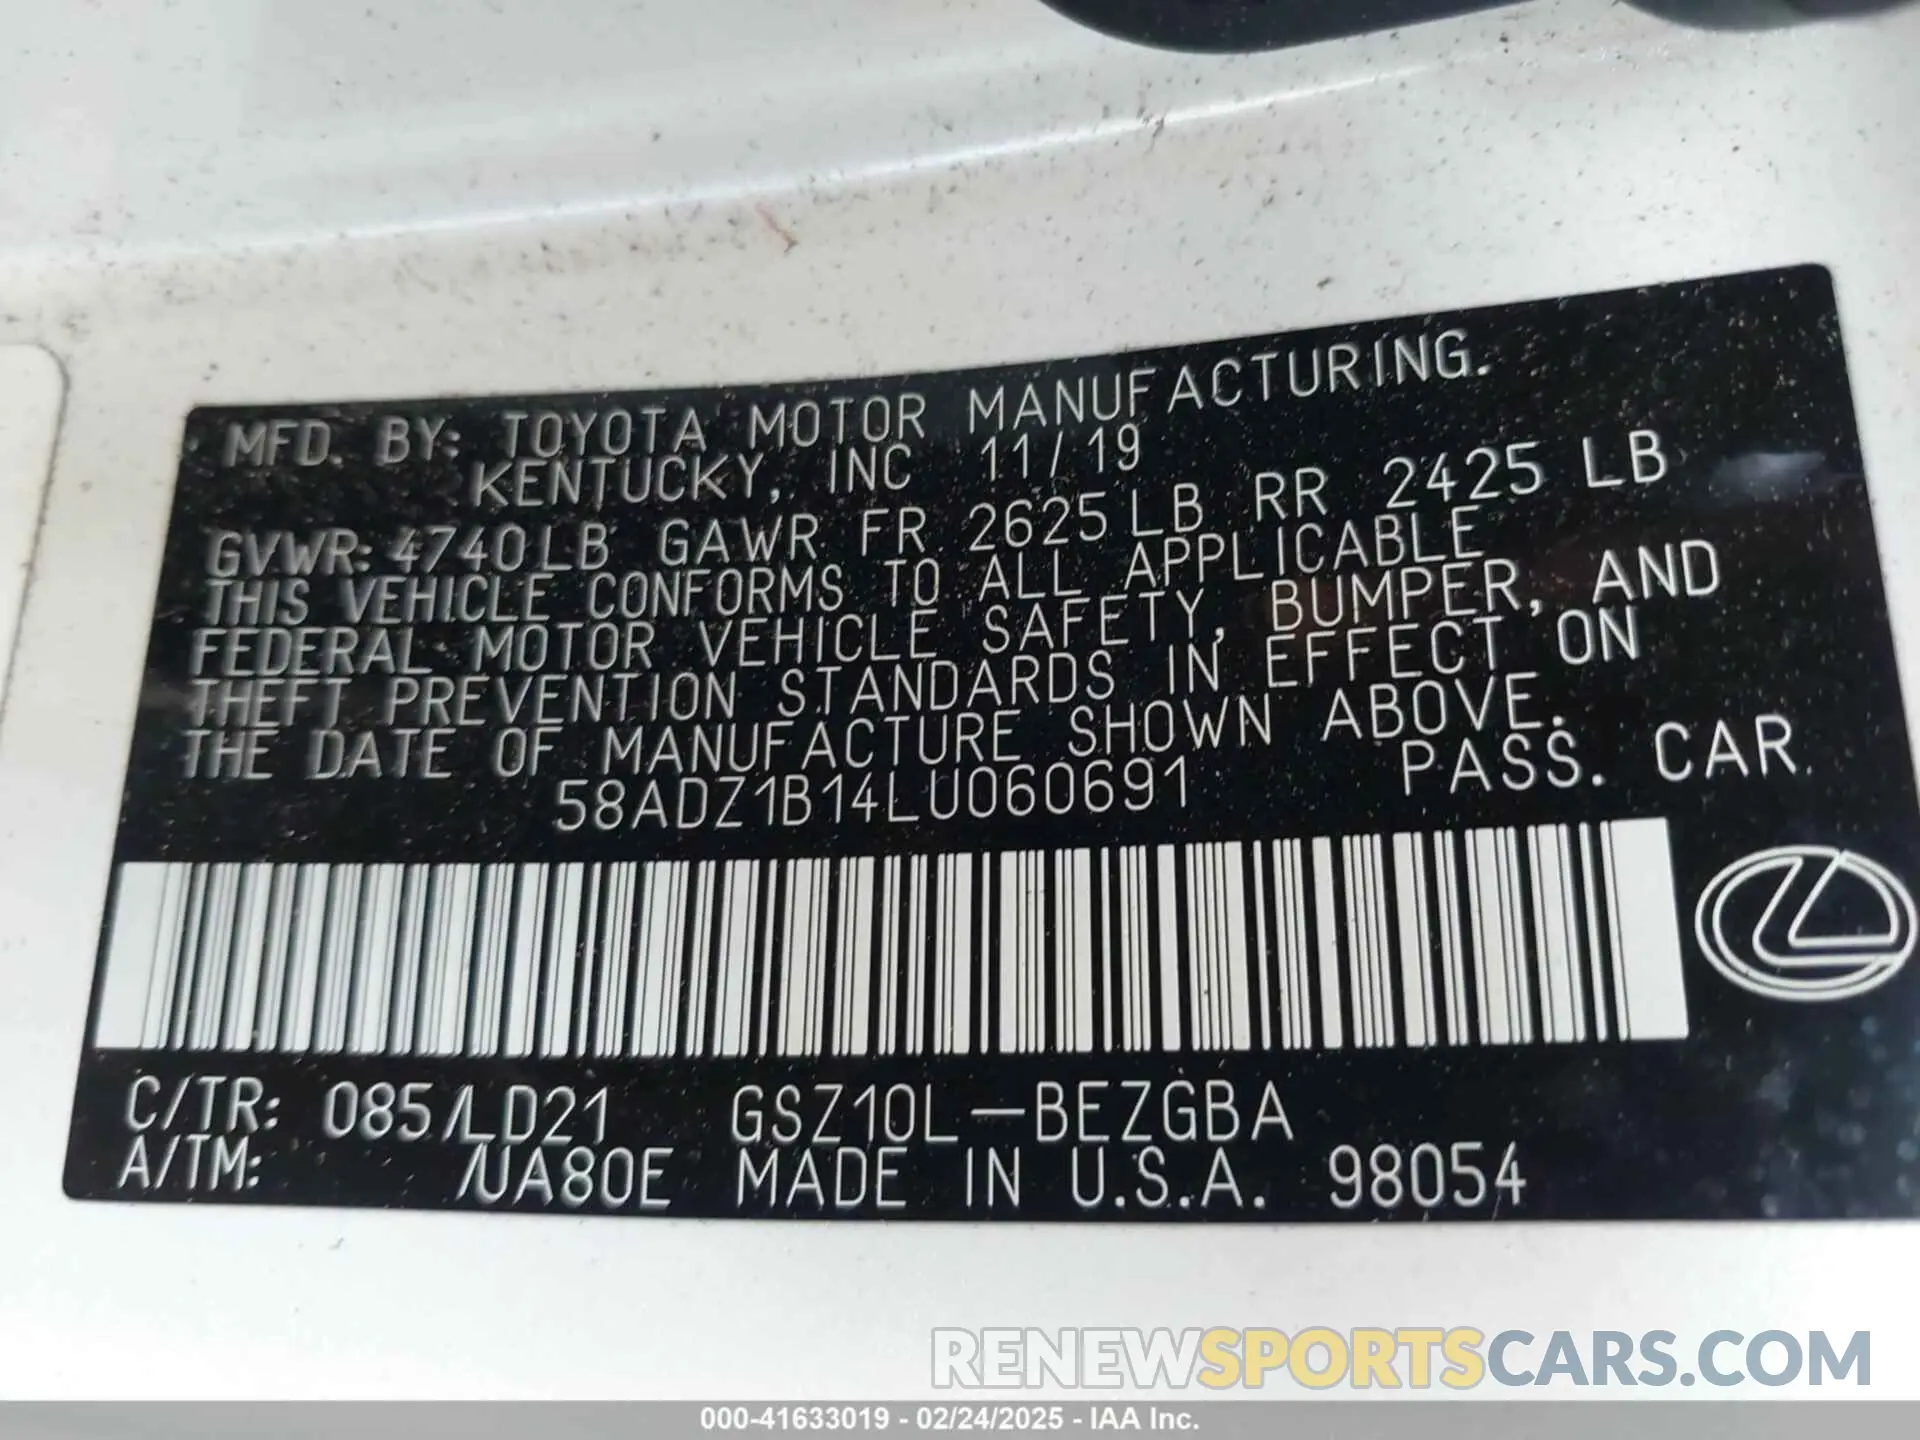 MFD. BY: TOYOTA MOTOR MANUFACTURING.
KENTUCKY, INC 11/19
GVWR: 4740LB GAWR FR 2625LB RR 2425 LB
THIS VEHICLE CONFORMS TO ALL APPLICABLE
FEDERAL MOTOR VEHICLE SAFETY, BUMPER, AND
THEFT PREVENTION STANDARDS IN EFFECT ON
THE DATE OF MANUFACTURE SHOWN ABOVE.
58ADZ1B14LU060691 PASS. CAR
C/TR: 085/LD21 GSZ10L-BEZGBA
A/TM: /UA80E MADE IN U.S.A. 98054
RENEWSPORTSCARS.COM
000-41633019 - 02/24/2025 - IAA Inc.